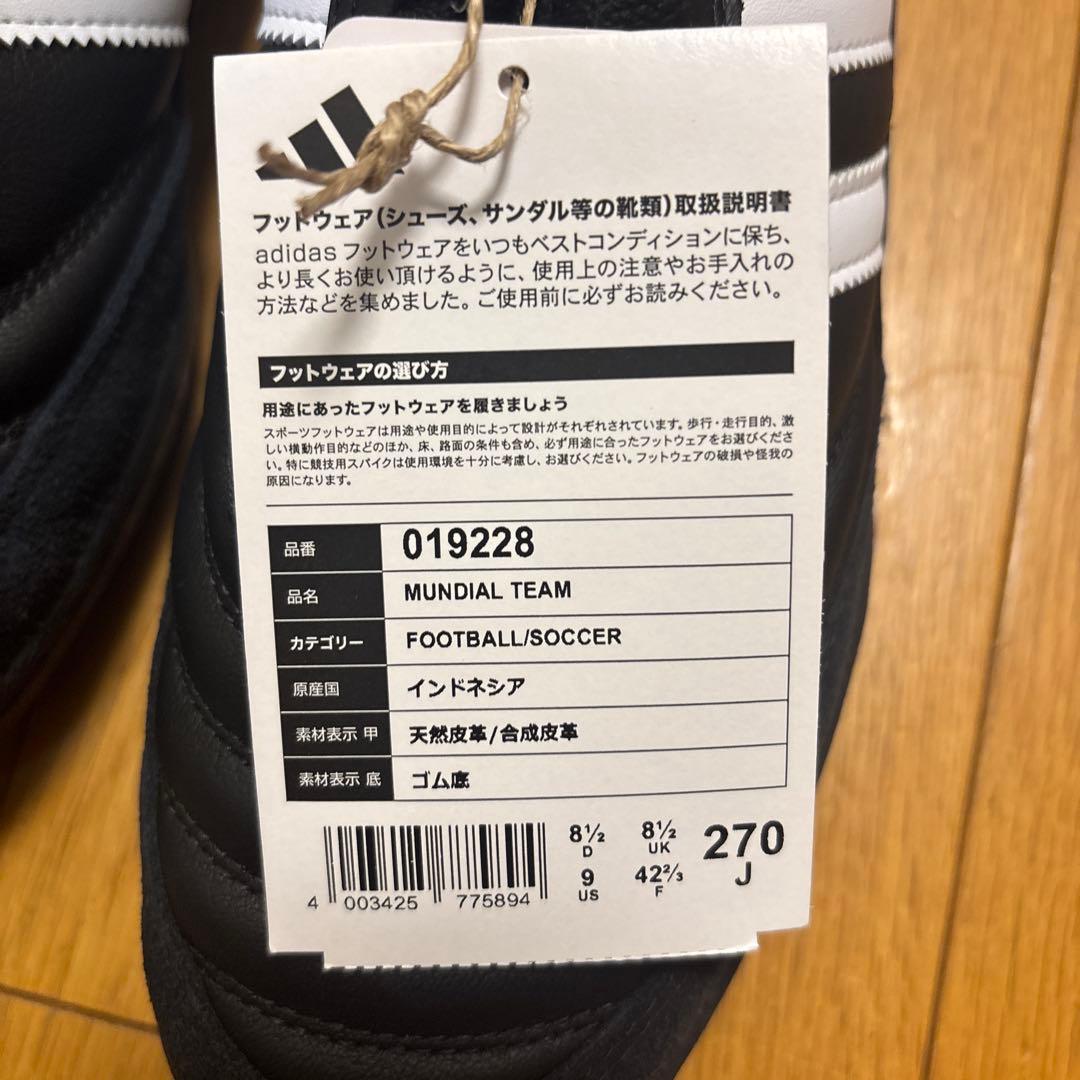 フットウェア(シューズ、サンダル等の靴類)取扱説明書
adidas フットウェアをいつもベストコンディションに保ち、
より長くお使い頂けるように、使用上の注意やお手入れの
方法などを集めました。ご使用前に必ずお読みください。
フットウェアの選び方
用途にあったフットウェアを履きましょう
スポーツフットウェアは用途や使用目的によって設計がそれぞれされています。歩行・走行目的、激
しい横動作目的などのほか、床、路面の条件も含め、必ず用途に合ったフットウェアをお選びくださ
い。特に競技用スパイクは使用環境を十分に考慮し、お選びください。フットウェアの破損や怪我の
原因になります。
品番 019228
品名 MUNDIAL TEAM
カテゴリー FOOTBALL/SOCCER
原産国 インドネシア
素材表示 甲 天然皮革/合成皮革
素材表示 底 ゴム底
8½ 8½ 270
D UK J
9 42⅔
US F
4 003425 775894